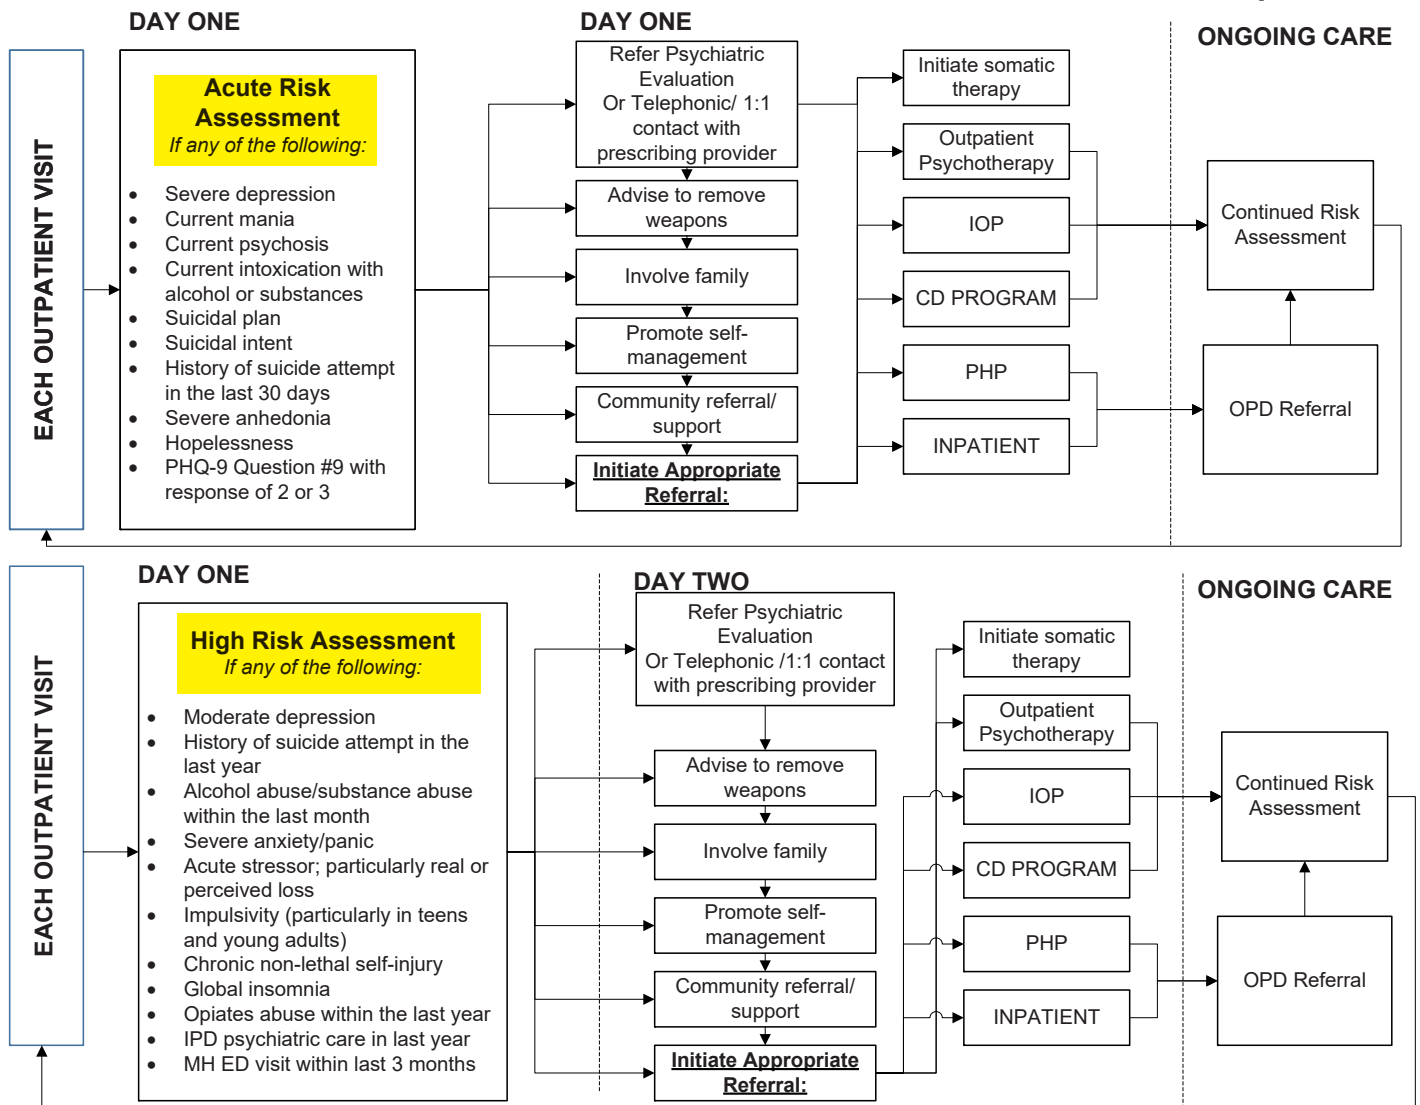 DAY ONE
DAY ONE
ONGOING CARE
EACH OUTPATIENT VISIT
Acute Risk
Assessment
If any of the following:
• Severe depression
• Current mania
• Current psychosis
• Current intoxication with
alcohol or substances
• Suicidal plan
• Suicidal intent
• History of suicide attempt
in the last 30 days
• Severe anhedonia
• Hopelessness
• PHQ-9 Question #9 with
response of 2 or 3
Refer Psychiatric
Evaluation
Or Telephonic/ 1:1
contact with
prescribing provider
Advise to remove
weapons
Involve family
Promote self-
management
Community referral/
support
Initiate Appropriate
Referral:
Initiate somatic
therapy
Outpatient
Psychotherapy
IOP
CD PROGRAM
PHP
INPATIENT
Continued Risk
Assessment
OPD Referral
DAY ONE
DAY TWO
ONGOING CARE
EACH OUTPATIENT VISIT
High Risk Assessment
If any of the following:
• Moderate depression
• History of suicide attempt in the
last year
• Alcohol abuse/substance abuse
within the last month
• Severe anxiety/panic
• Acute stressor; particularly real or
perceived loss
• Impulsivity (particularly in teens
and young adults)
• Chronic non-lethal self-injury
• Global insomnia
• Opiates abuse within the last year
• IPD psychiatric care in last year
• MH ED visit within last 3 months
Refer Psychiatric
Evaluation
Or Telephonic /1:1 contact
with prescribing provider
Advise to remove
weapons
Involve family
Promote self-
management
Community referral/
support
Initiate Appropriate
Referral:
Initiate somatic
therapy
Outpatient
Psychotherapy
IOP
CD PROGRAM
PHP
INPATIENT
Continued Risk
Assessment
OPD Referral